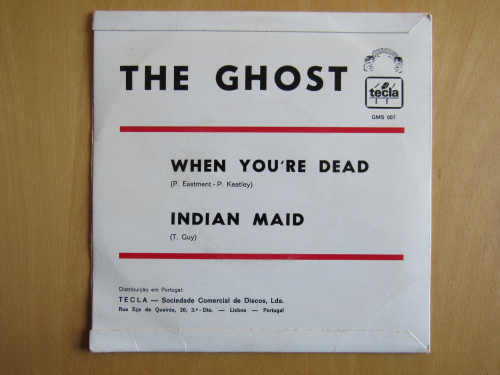 THE GHOST
tecla
GMS 007
WHEN YOU'RE DEAD
(P. Eastment - P. Keatley)
INDIAN MAID
(T. Guy)
Distribuição em Portugal:
TECLA — Sociedade Comercial de Discos, Lda.
Rua Eça de Queirós, 20, 3.º - Dto. — Lisboa — Portugal